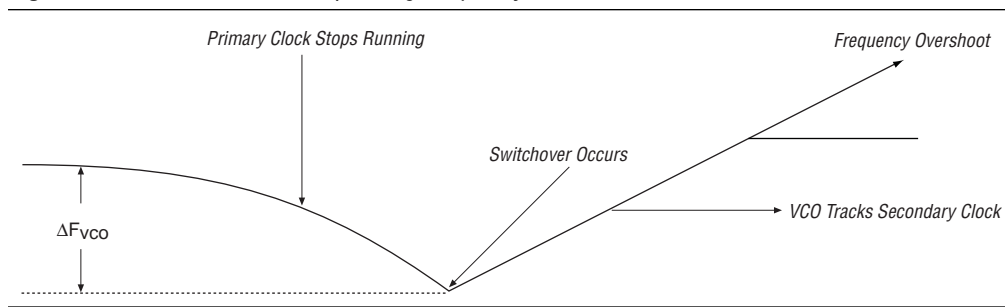 Primary Clock Stops Running
Frequency Overshoot
Switchover Occurs
VCO Tracks Secondary Clock
ΔFvco